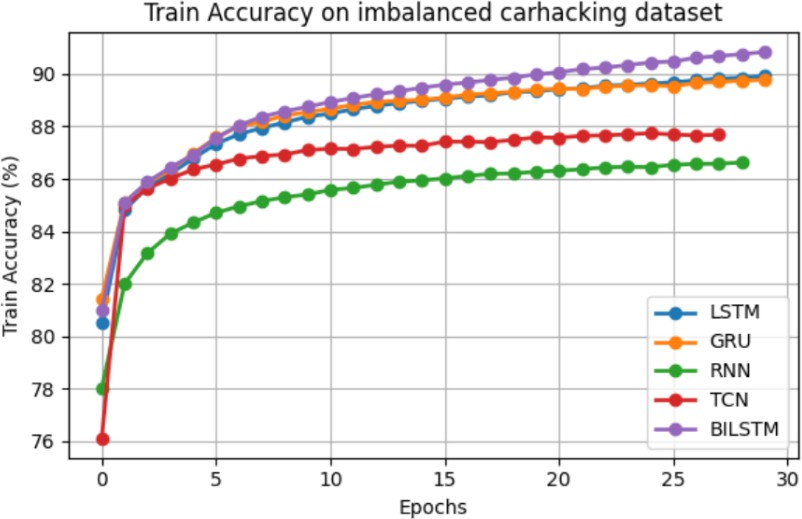 Train Accuracy on imbalanced carhacking dataset
Train Accuracy (%)
90
88
86
84
82
80
78
76
LSTM
GRU
RNN
TCN
BILSTM
0 5 10 15 20 25 30
Epochs